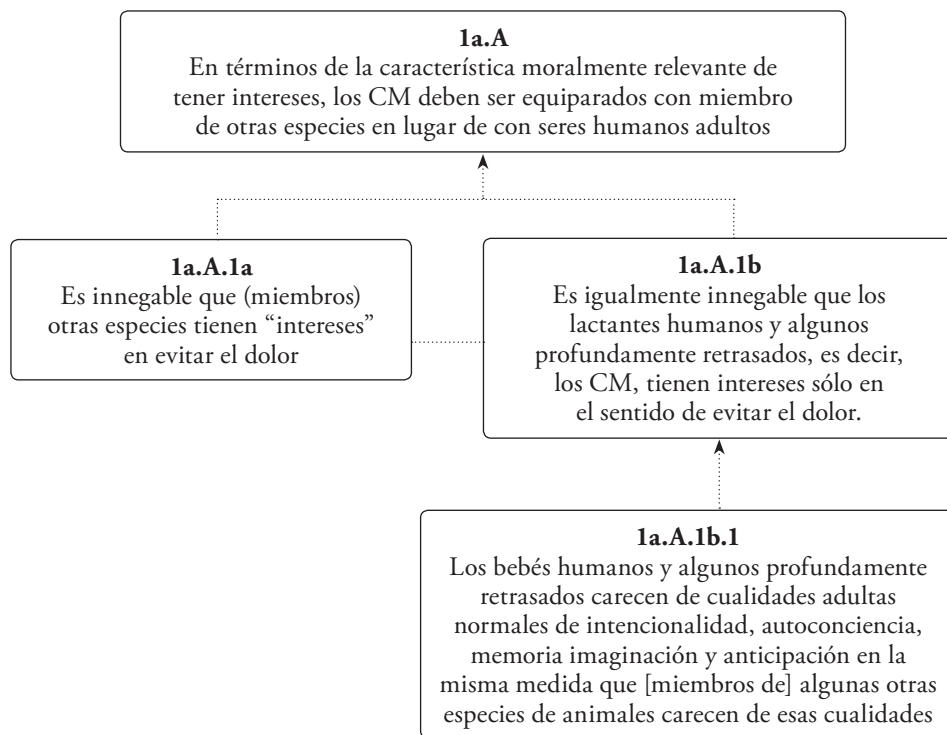 1a.A
En términos de la característica moralmente relevante de
tener intereses, los CM deben ser equiparados con miembro
de otras especies en lugar de con seres humanos adultos
1a.A.1a
Es innegable que (miembros)
otras especies tienen “intereses”
en evitar el dolor
1a.A.1b
Es igualmente innegable que los
lactantes humanos y algunos
profundamente retrasados, es decir,
los CM, tienen intereses sólo en
el sentido de evitar el dolor.
1a.A.1b.1
Los bebés humanos y algunos profundamente
retrasados carecen de cualidades adultas
normales de intencionalidad, autoconciencia,
memoria imaginación y anticipación en la
misma medida que [miembros de] algunas otras
especies de animales carecen de esas cualidades